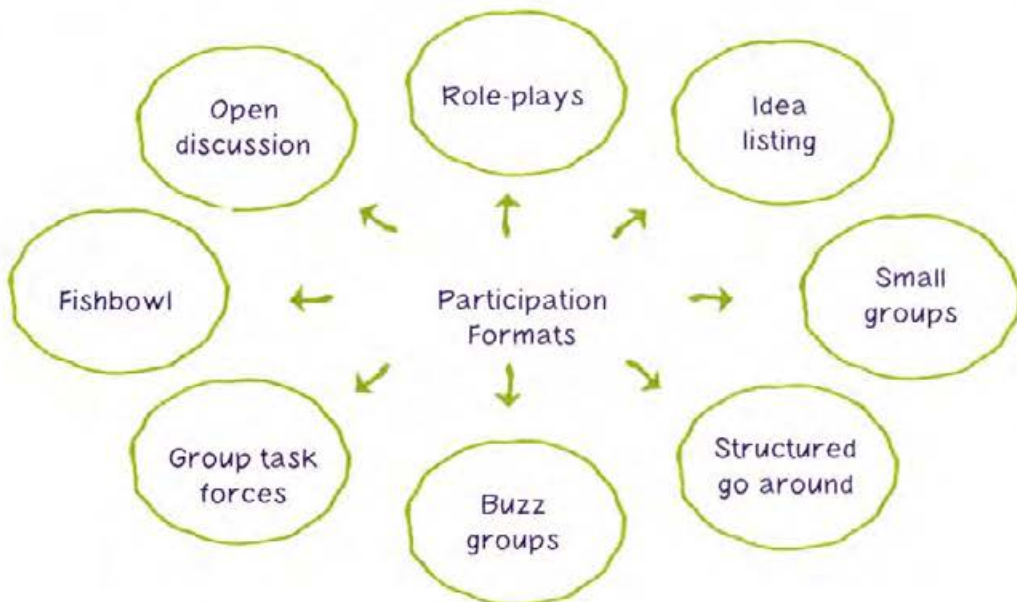 Role-plays
Open
discussion
Idea
listing
Fishbowl
Participation
Formats
Small
groups
Group task
forces
Buzz
groups
Structured
go around